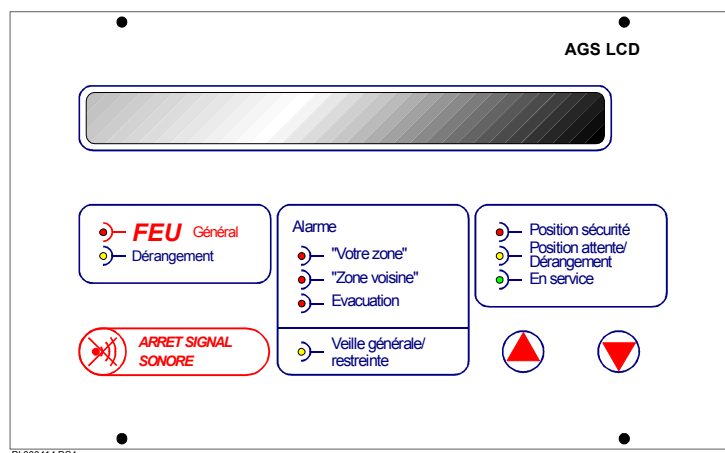 AGS LCD
FEU Général
Dérangement
Alarme
"Votre zone"
"Zone voisine"
Evacuation
Veille générale/
restreinte
Position sécurité
Position attente/
Dérangement
En service
ARRET SIGNAL
SONORE